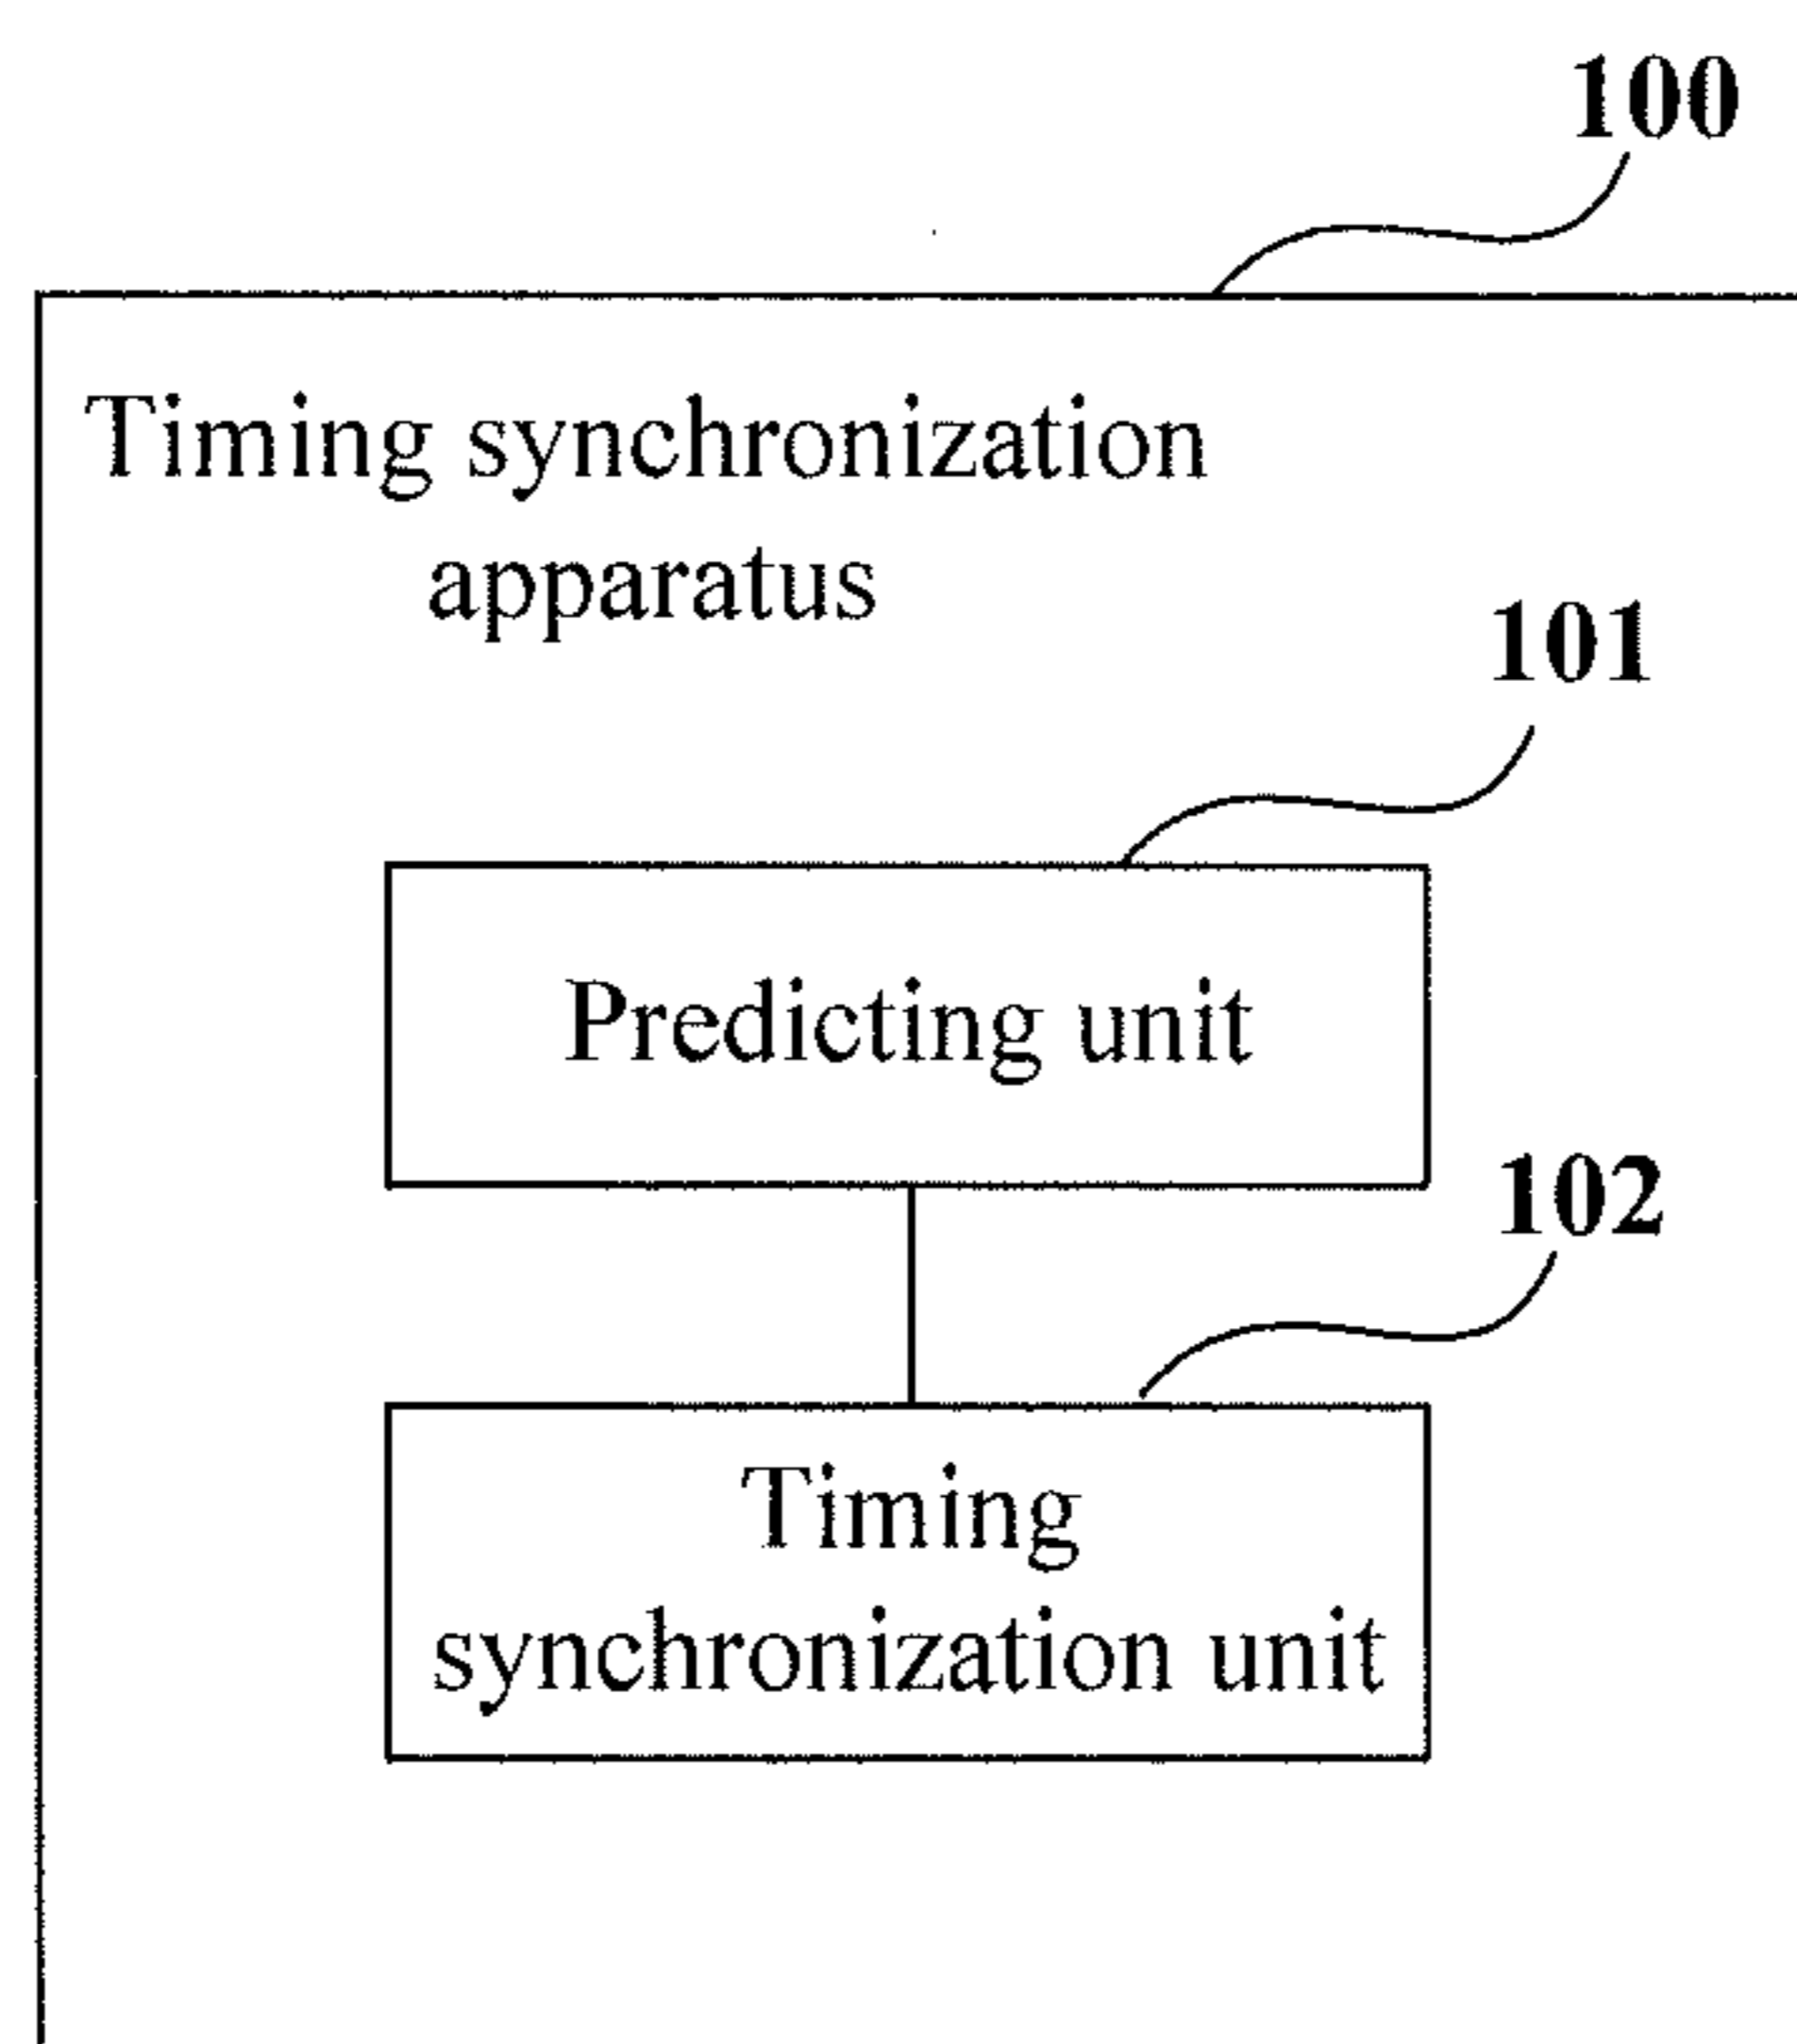 100
Timing synchronization
apparatus
101
Predicting unit
102
Timing
synchronization unit